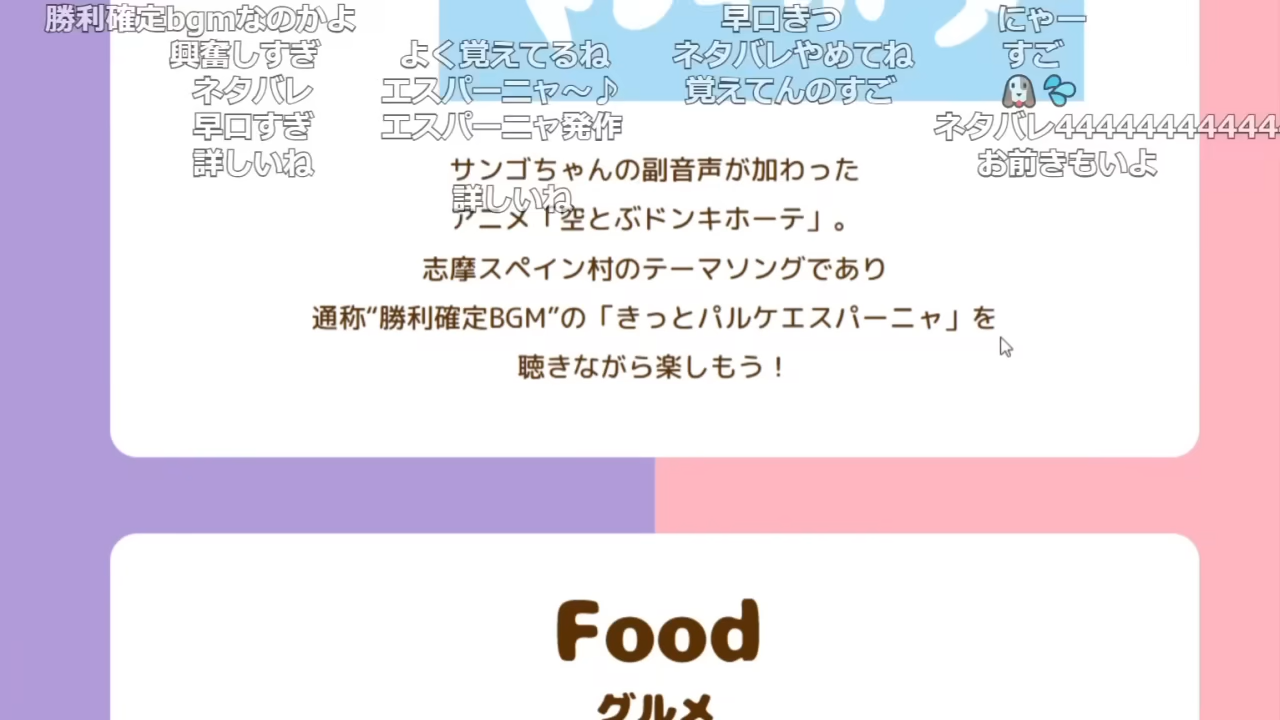 勝利確定bgmなのかよ
早口きつ
にゃー
興奮しすぎ
よく覚えてるね
ネタバレやめてね
すご
ネタバレ
エスパーニャ〜♪
覚えてんのすご
早口すぎ
エスパーニャ発作
ネタバレ44444444444
詳しいね
お前きもいよ
サンゴちゃんの副音声が加わった
詳しいね
アニメ「空とぶドンキホーテ」。
志摩スペイン村のテーマソングであり
通称“勝利確定BGM”の「きっとパルケエスパーニャ」を
聴きながら楽しもう！
Food
グルメ